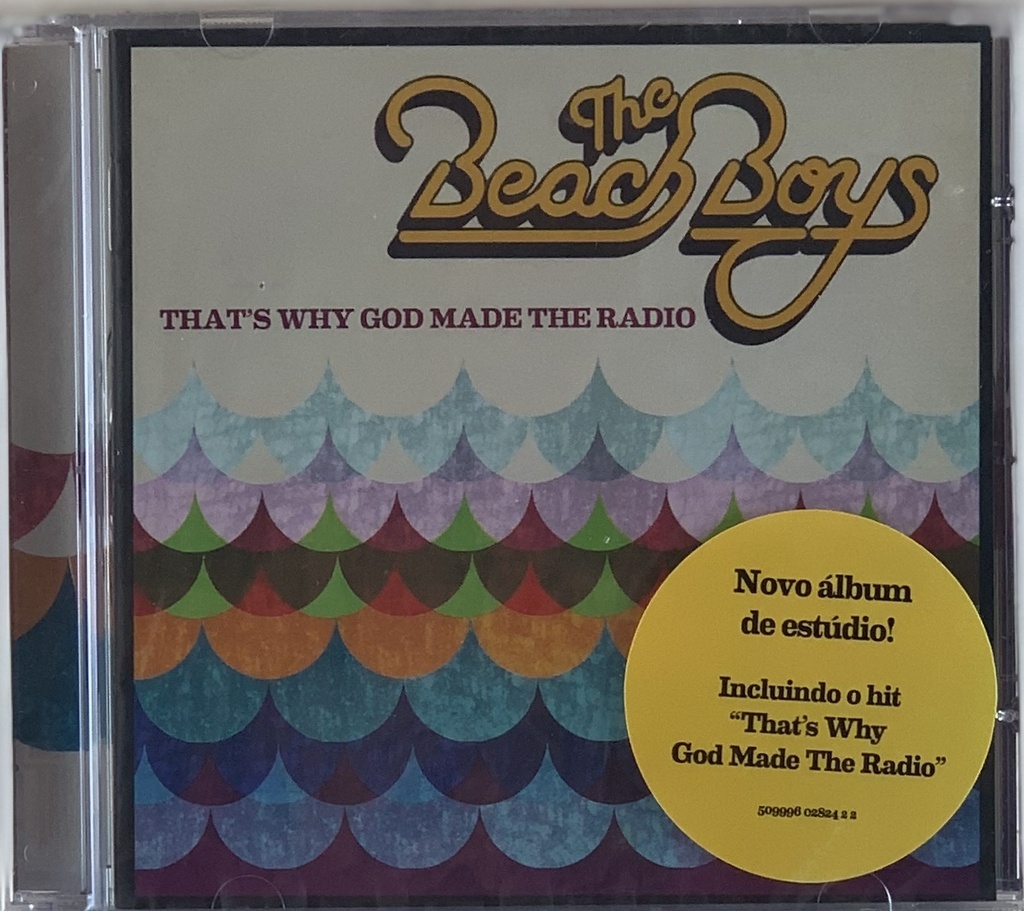 The
Beach Boys
THAT'S WHY GOD MADE THE RADIO
Novo álbum
de estúdio!
Incluindo o hit
“That's Why
God Made The Radio”
509996 02824 2 2